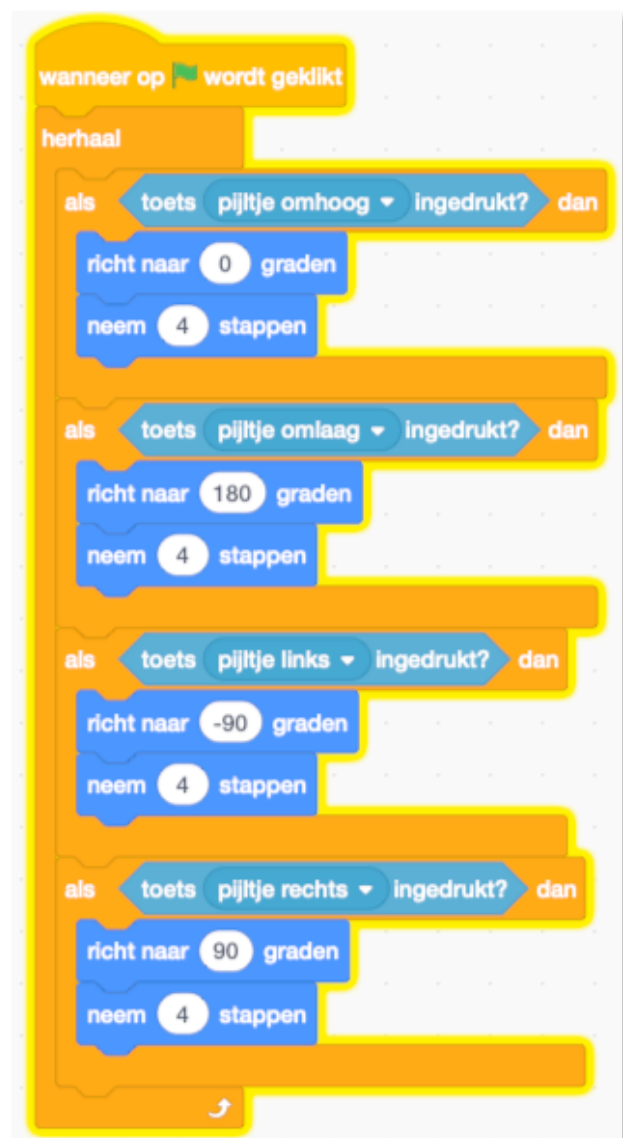 wanneer op wordt geklikt
herhaal
als toets pijltje omhoog ingedrukt? dan
richt naar 0 graden
neem 4 stappen
als toets pijltje omlaag ingedrukt? dan
richt naar 180 graden
neem 4 stappen
als toets pijltje links ingedrukt? dan
richt naar -90 graden
neem 4 stappen
als toets pijltje rechts ingedrukt? dan
richt naar 90 graden
neem 4 stappen